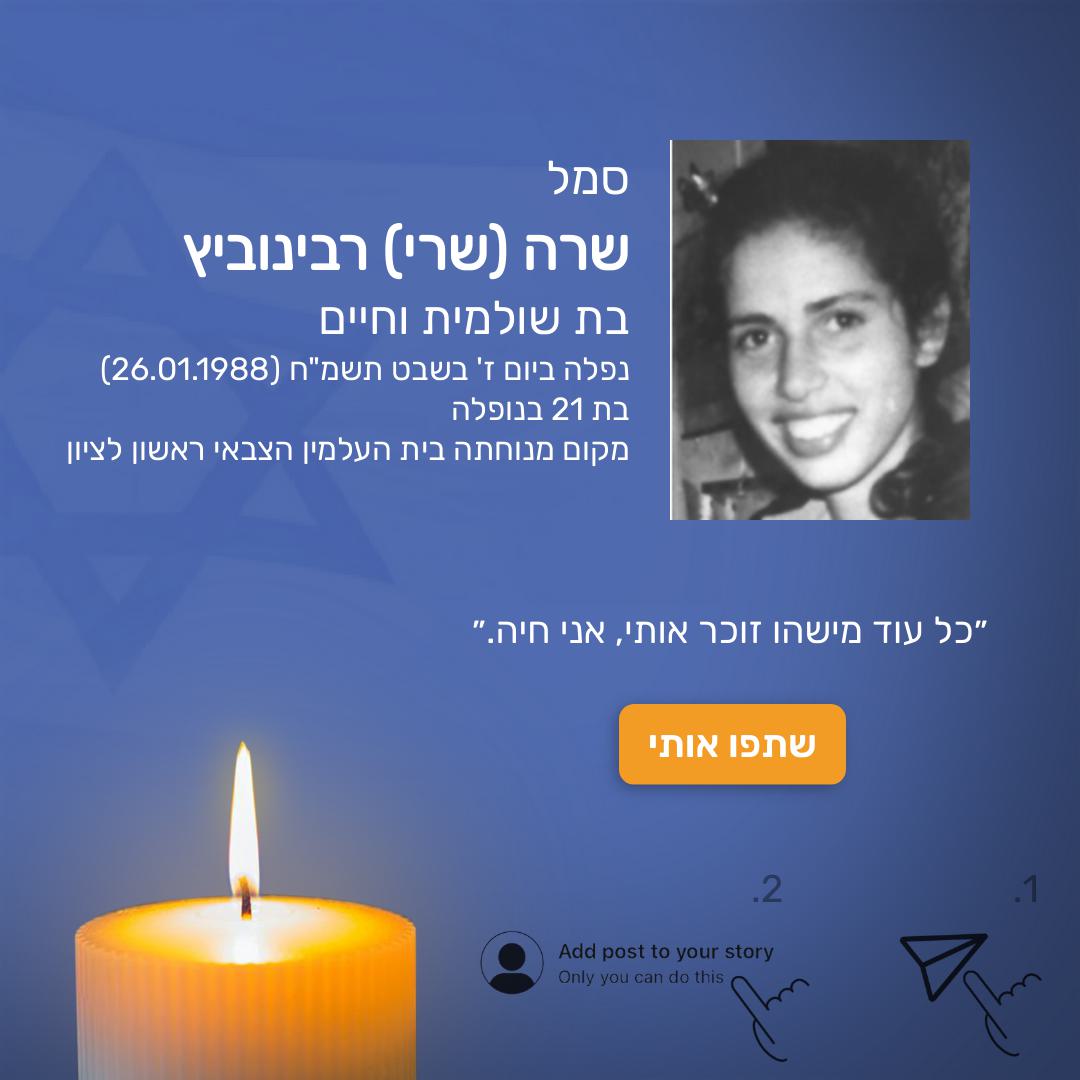 סמל
שרה (שרי) רבינוביץ
בת שולמית וחיים
נפלה ביום ז' בשבט תשמ"ח (26.01.1988)
בת 21 בנופלה
מקום מנוחתה בית העלמין הצבאי ראשון לציון
״כל עוד מישהו זוכר אותי, אני חיה.״
שתפו אותי
1.
2.
Add post to your story
Only you can do this